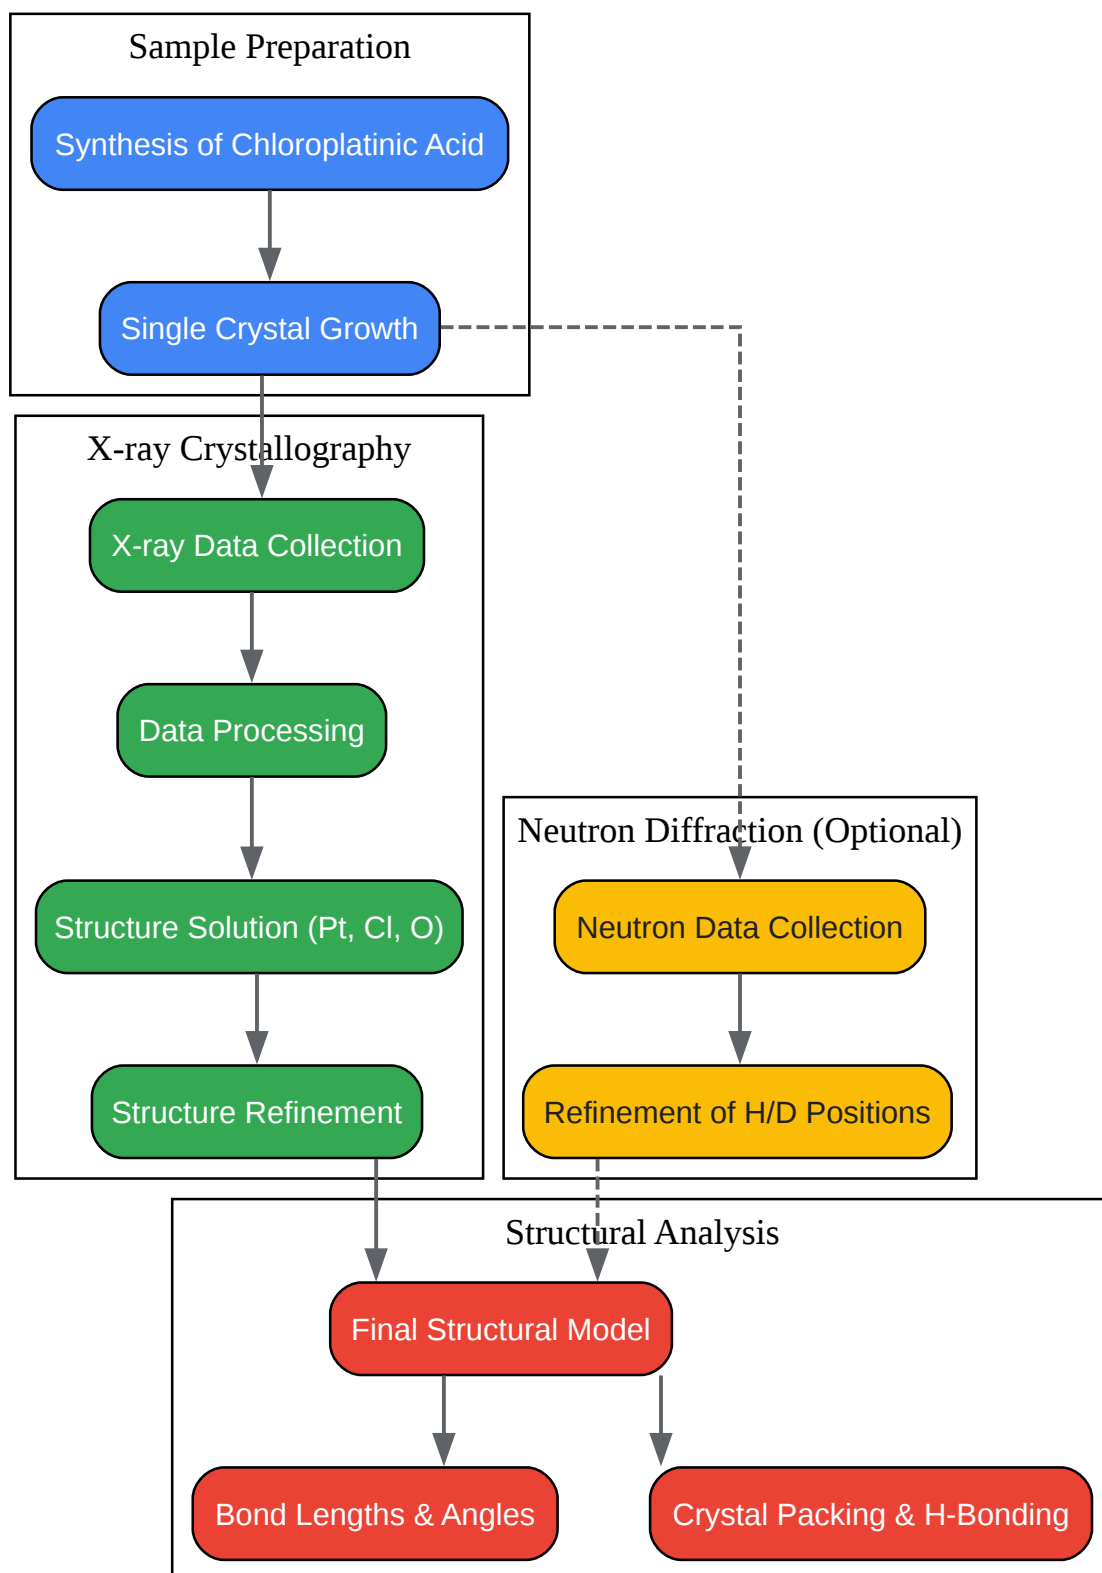 Sample Preparation
Synthesis of Chloroplatinic Acid
Single Crystal Growth
X-ray Crystallography
X-ray Data Collection
Data Processing
Structure Solution (Pt, Cl, O)
Structure Refinement
Neutron Diffraction (Optional)
Neutron Data Collection
Refinement of H/D Positions
Structural Analysis
Final Structural Model
Bond Lengths & Angles
Crystal Packing & H-Bonding